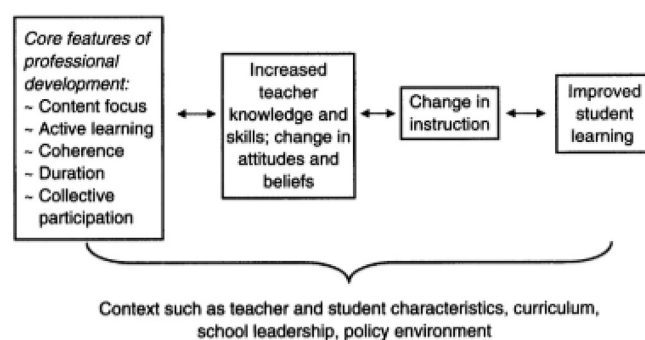 Core features of
professional
development:
~ Content focus
~ Active learning
~ Coherence
~ Duration
~ Collective
participation
Increased
teacher
knowledge and
skills; change in
attitudes and
beliefs
Change in
instruction
Improved
student
learning
Context such as teacher and student characteristics, curriculum,
school leadership, policy environment